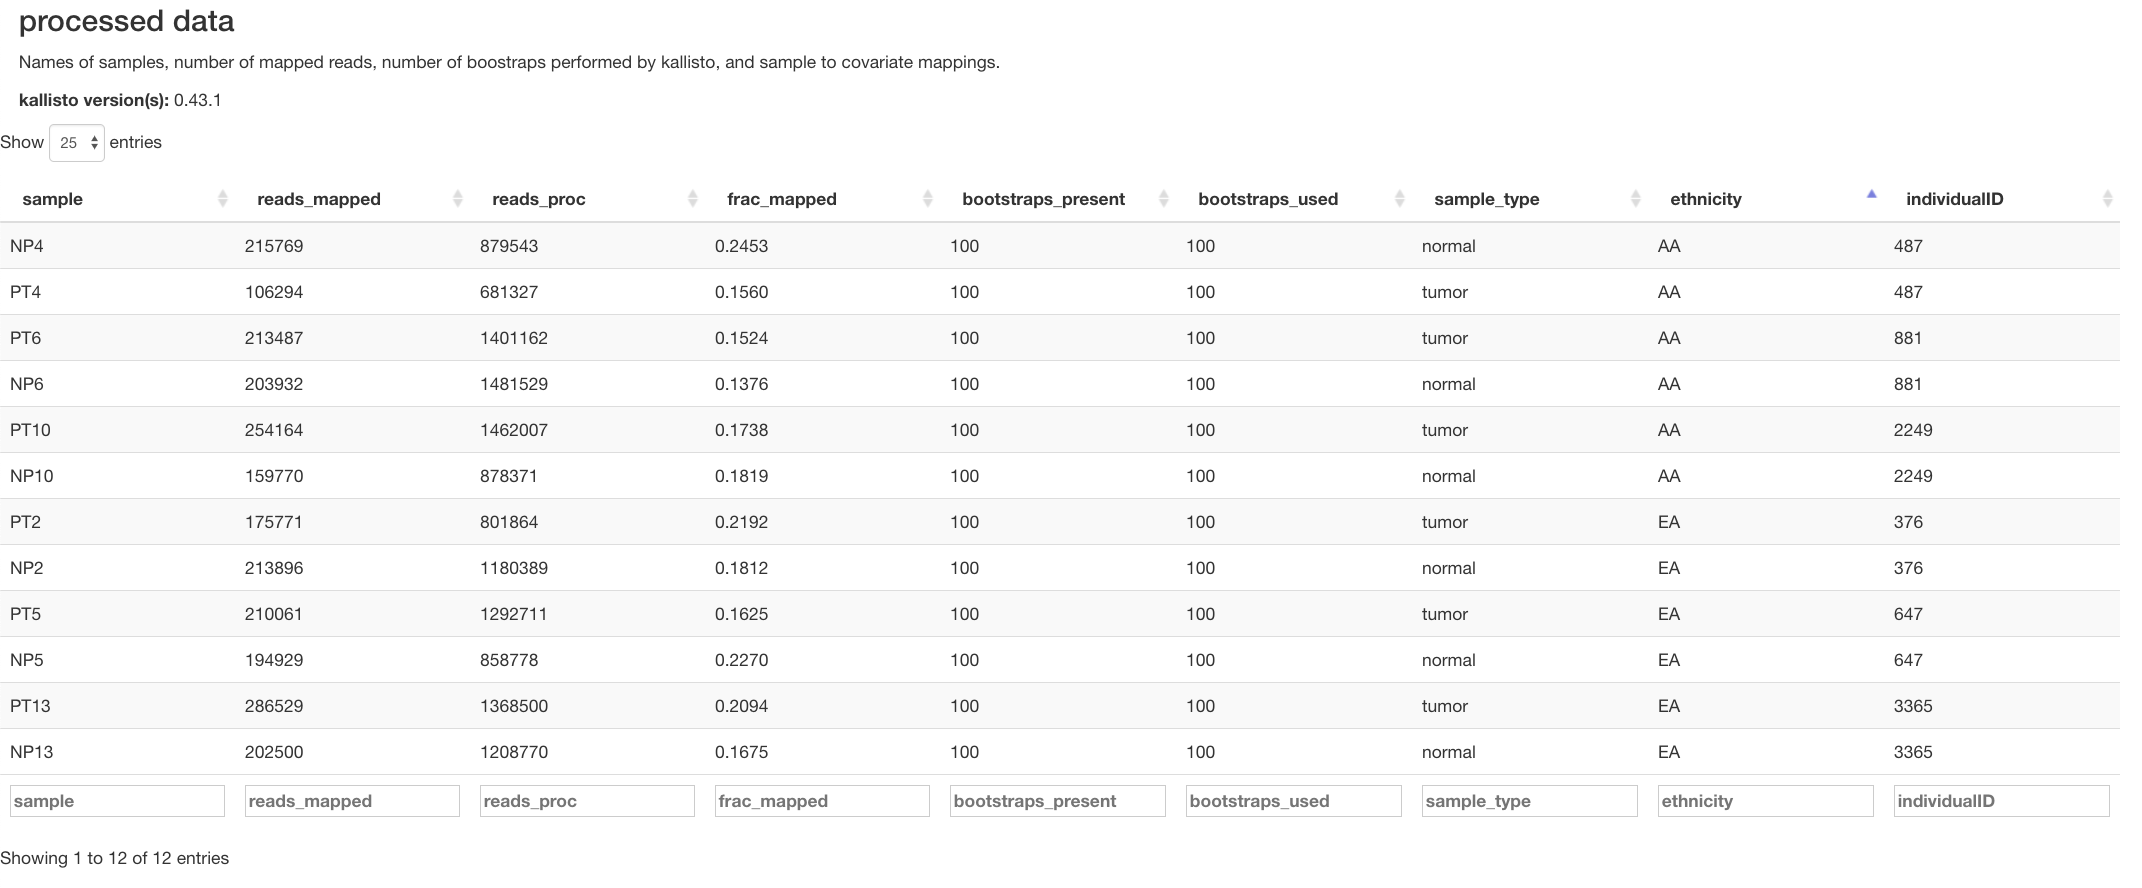 processed data
Names of samples, number of mapped reads, number of boostraps performed by kallisto, and sample to covariate mappings.
kallisto version(s): 0.43.1
Show 25 entries
sample reads_mapped reads_proc frac_mapped bootstraps_present bootstraps_used sample_type ethnicity individualID
NP4 215769 879543 0.2453 100 100 normal AA 487
PT4 106294 681327 0.1560 100 100 tumor AA 487
PT6 213487 1401162 0.1524 100 100 tumor AA 881
NP6 203932 1481529 0.1376 100 100 normal AA 881
PT10 254164 1462007 0.1738 100 100 tumor AA 2249
NP10 159770 878371 0.1819 100 100 normal AA 2249
PT2 175771 801864 0.2192 100 100 tumor EA 376
NP2 213896 1180389 0.1812 100 100 normal EA 376
PT5 210061 1292711 0.1625 100 100 tumor EA 647
NP5 194929 858778 0.2270 100 100 normal EA 647
PT13 286529 1368500 0.2094 100 100 tumor EA 3365
NP13 202500 1208770 0.1675 100 100 normal EA 3365
sample reads_mapped reads_proc frac_mapped bootstraps_present bootstraps_used sample_type ethnicity individualID
Showing 1 to 12 of 12 entries